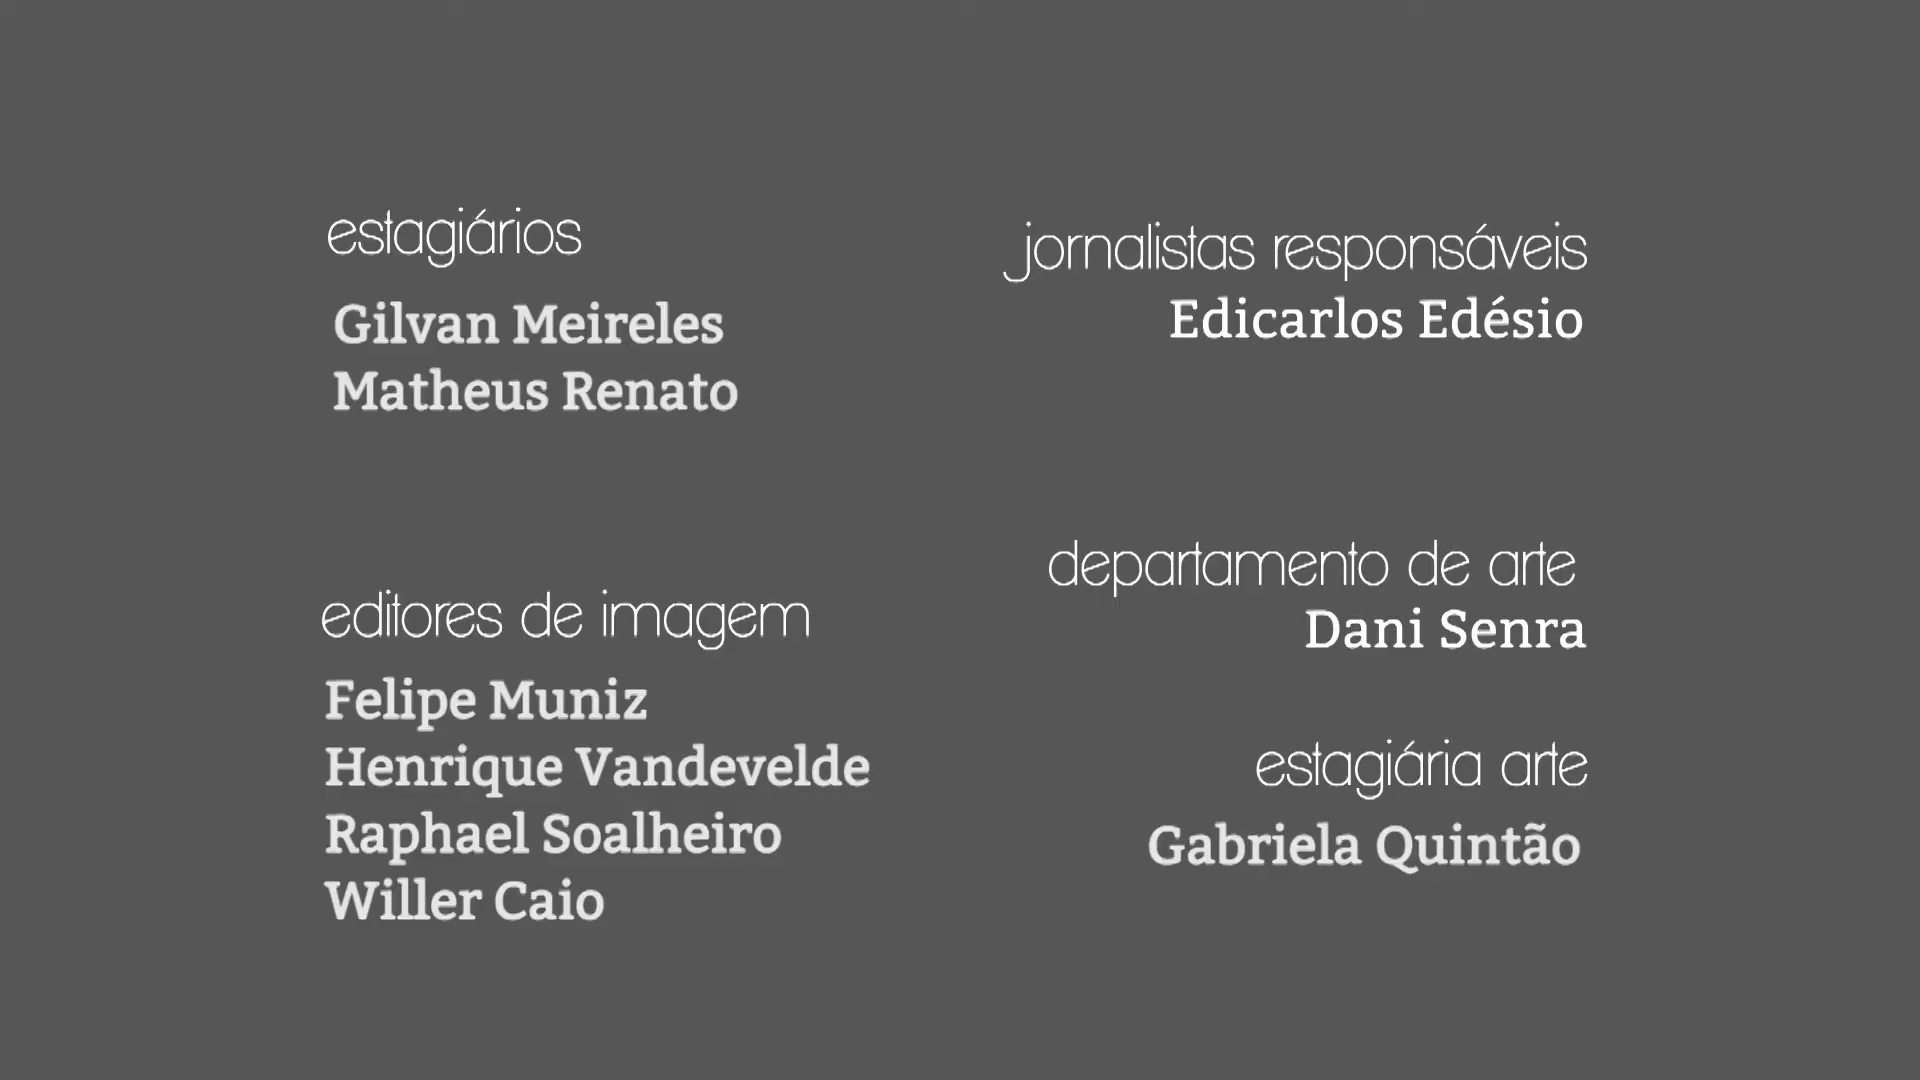 estagiários
Gilvan Meireles
Matheus Renato
editores de imagem
Felipe Muniz
Henrique Vandevelde
Raphael Soalheiro
Willer Caio
jornalistas responsáveis
Edicarlos Edésio
departamento de arte
Dani Senra
estagiária arte
Gabriela Quintão